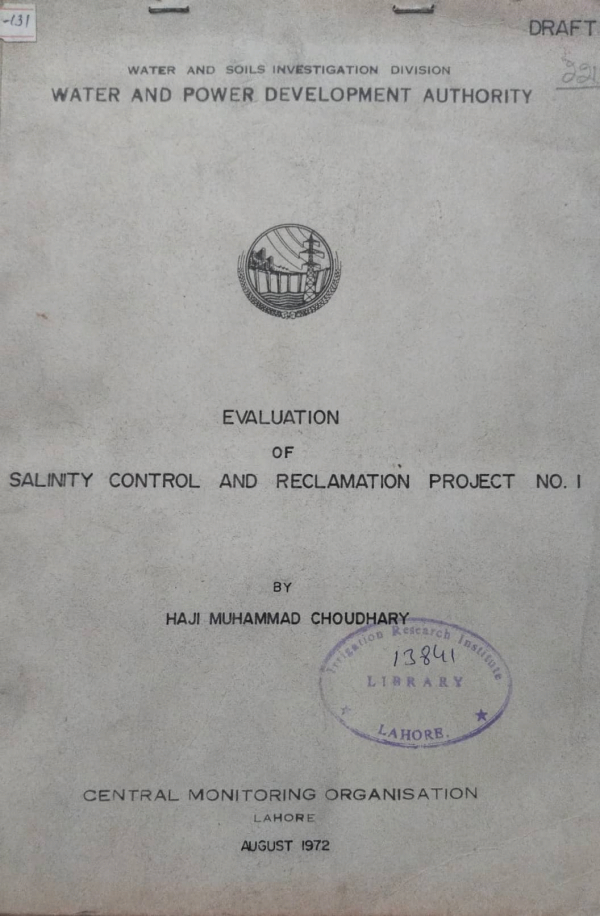 -131
DRAFT
WATER AND SOILS INVESTIGATION DIVISION
WATER AND POWER DEVELOPMENT AUTHORITY
EVALUATION
OF
SALINITY CONTROL AND RECLAMATION PROJECT NO. 1
BY
HAJI MUHAMMAD CHOUDHARY
Irrigation Research Institute
13841
LIBRARY
LAHORE.
CENTRAL MONITORING ORGANISATION
LAHORE
AUGUST 1972